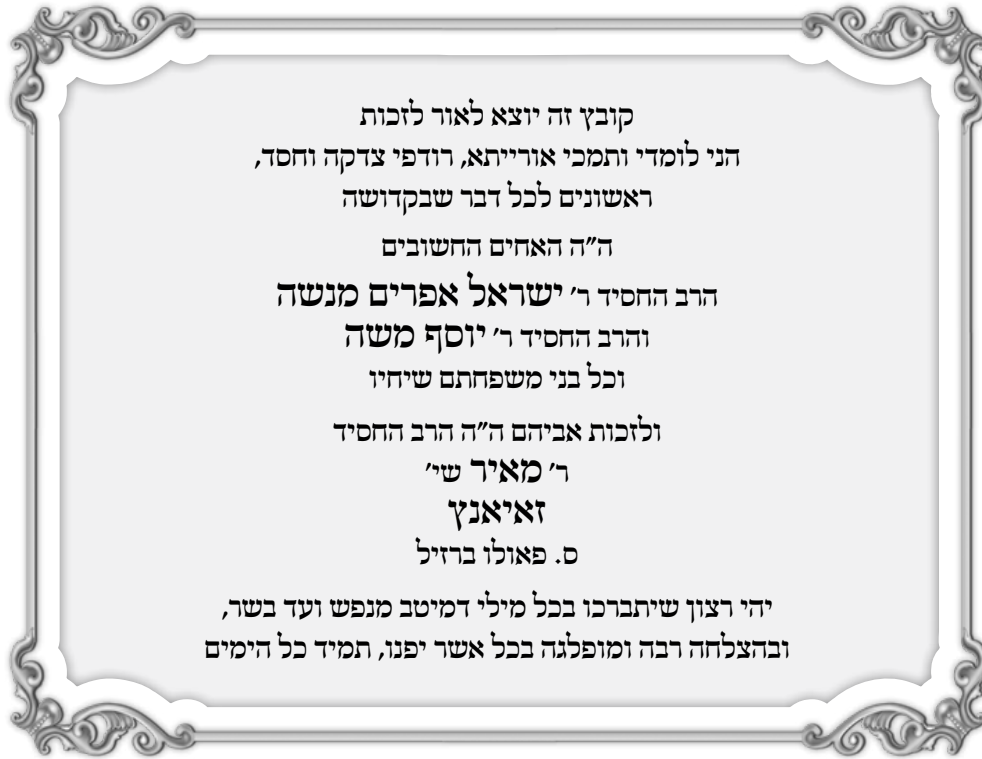 קובץ זה יוצא לאור לזכות
הני לומדי ותמכי אורייתא, רודפי צדקה וחסד,
ראשונים לכל דבר שבקדושה
ה"ה האחים החשובים
הרב החסיד ר' ישראל אפרים מנשה
והרב החסיד ר' יוסף משה
וכל בני משפחתם שיחיו
ולזכות אביהם ה"ה הרב החסיד
ר' מאיר שי'
זאיאנץ
ס. פאולו ברזיל
יהי רצון שיתברכו בכל מילי דמיטב מנפש ועד בשר,
ובהצלחה רבה ומופלגה בכל אשר יפנו, תמיד כל הימים